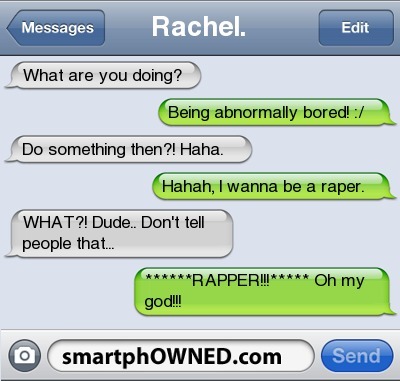 Messages
Rachel.
Edit
What are you doing?
Being abnormally bored! :/
Do something then?! Haha.
Hahah, I wanna be a raper.
WHAT?! Dude.. Don't tell
people that...
******RAPPER!!!***** Oh my
god!!!
smartphOWNED.com
Send